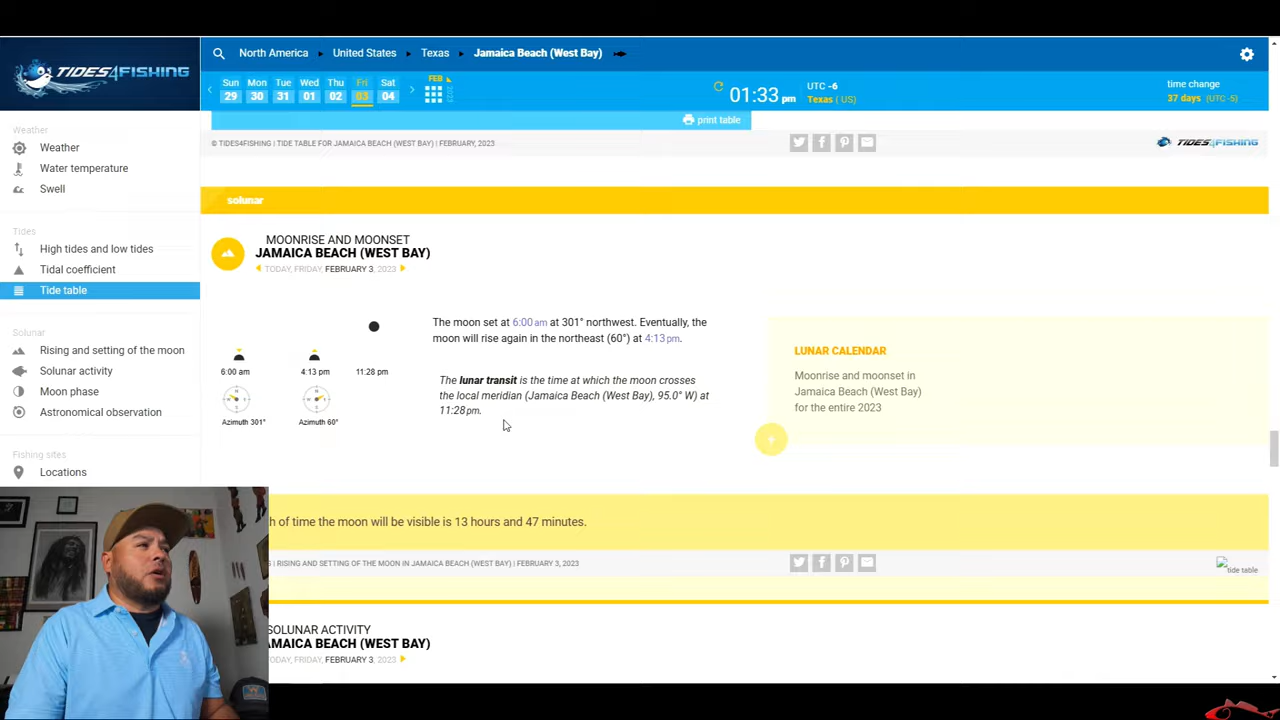 TIDES4FISHING
North America ▸ United States ▸ Texas ▸ Jamaica Beach (West Bay)
Sun Mon Tue Wed Thu Fri Sat
29 30 31 01 02 03 04
FEB
2023
01:33 pm
UTC -6
Texas ( US)
time change
37 days (UTC -5)
print table
© TIDES4FISHING | TIDE TABLE FOR JAMAICA BEACH (WEST BAY) | FEBRUARY, 2023
TIDES4FISHING
Weather
Weather
Water temperature
Swell
Tides
High tides and low tides
Tidal coefficient
Tide table
Solunar
Rising and setting of the moon
Solunar activity
Moon phase
Astronomical observation
Fishing sites
Locations
solunar
MOONRISE AND MOONSET
JAMAICA BEACH (WEST BAY)
TODAY, FRIDAY, FEBRUARY 3, 2023
6:00 am
4:13 pm
11:28 pm
Azimuth 301°
Azimuth 60°
The moon set at 6:00 am at 301° northwest. Eventually, the
moon will rise again in the northeast (60°) at 4:13 pm.
The lunar transit is the time at which the moon crosses
the local meridian (Jamaica Beach (West Bay), 95.0° W) at
11:28 pm.
LUNAR CALENDAR
Moonrise and moonset in
Jamaica Beach (West Bay)
for the entire 2023
h of time the moon will be visible is 13 hours and 47 minutes.
| RISING AND SETTING OF THE MOON IN JAMAICA BEACH (WEST BAY) | FEBRUARY 3, 2023
tide table
SOLUNAR ACTIVITY
AMAICA BEACH (WEST BAY)
ODAY, FRIDAY, FEBRUARY 3, 2023